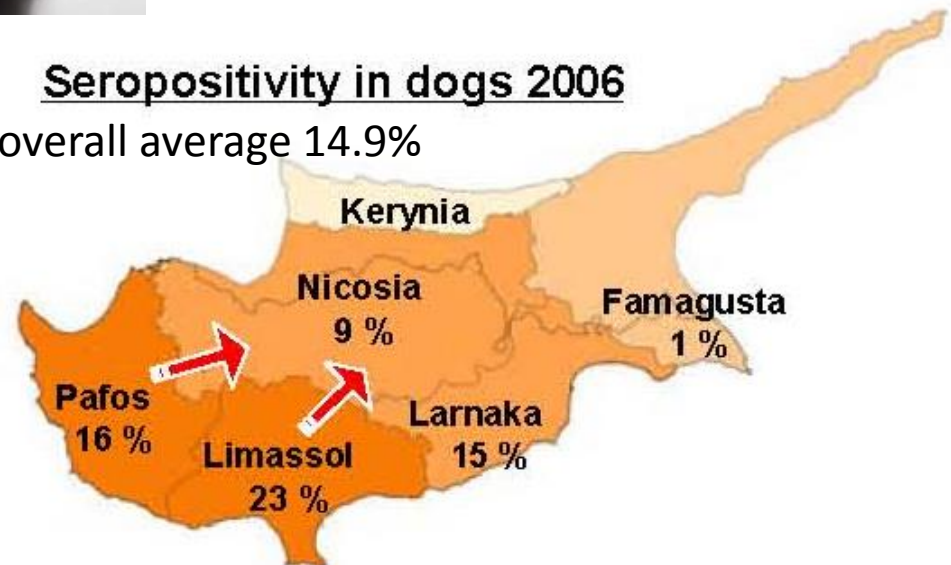 Seropositivity in dogs 2006
overall average 14.9%
Kerynia
Nicosia
9 %
Famagusta
1 %
Pafos
16 %
Larnaka
15 %
Limassol
23 %